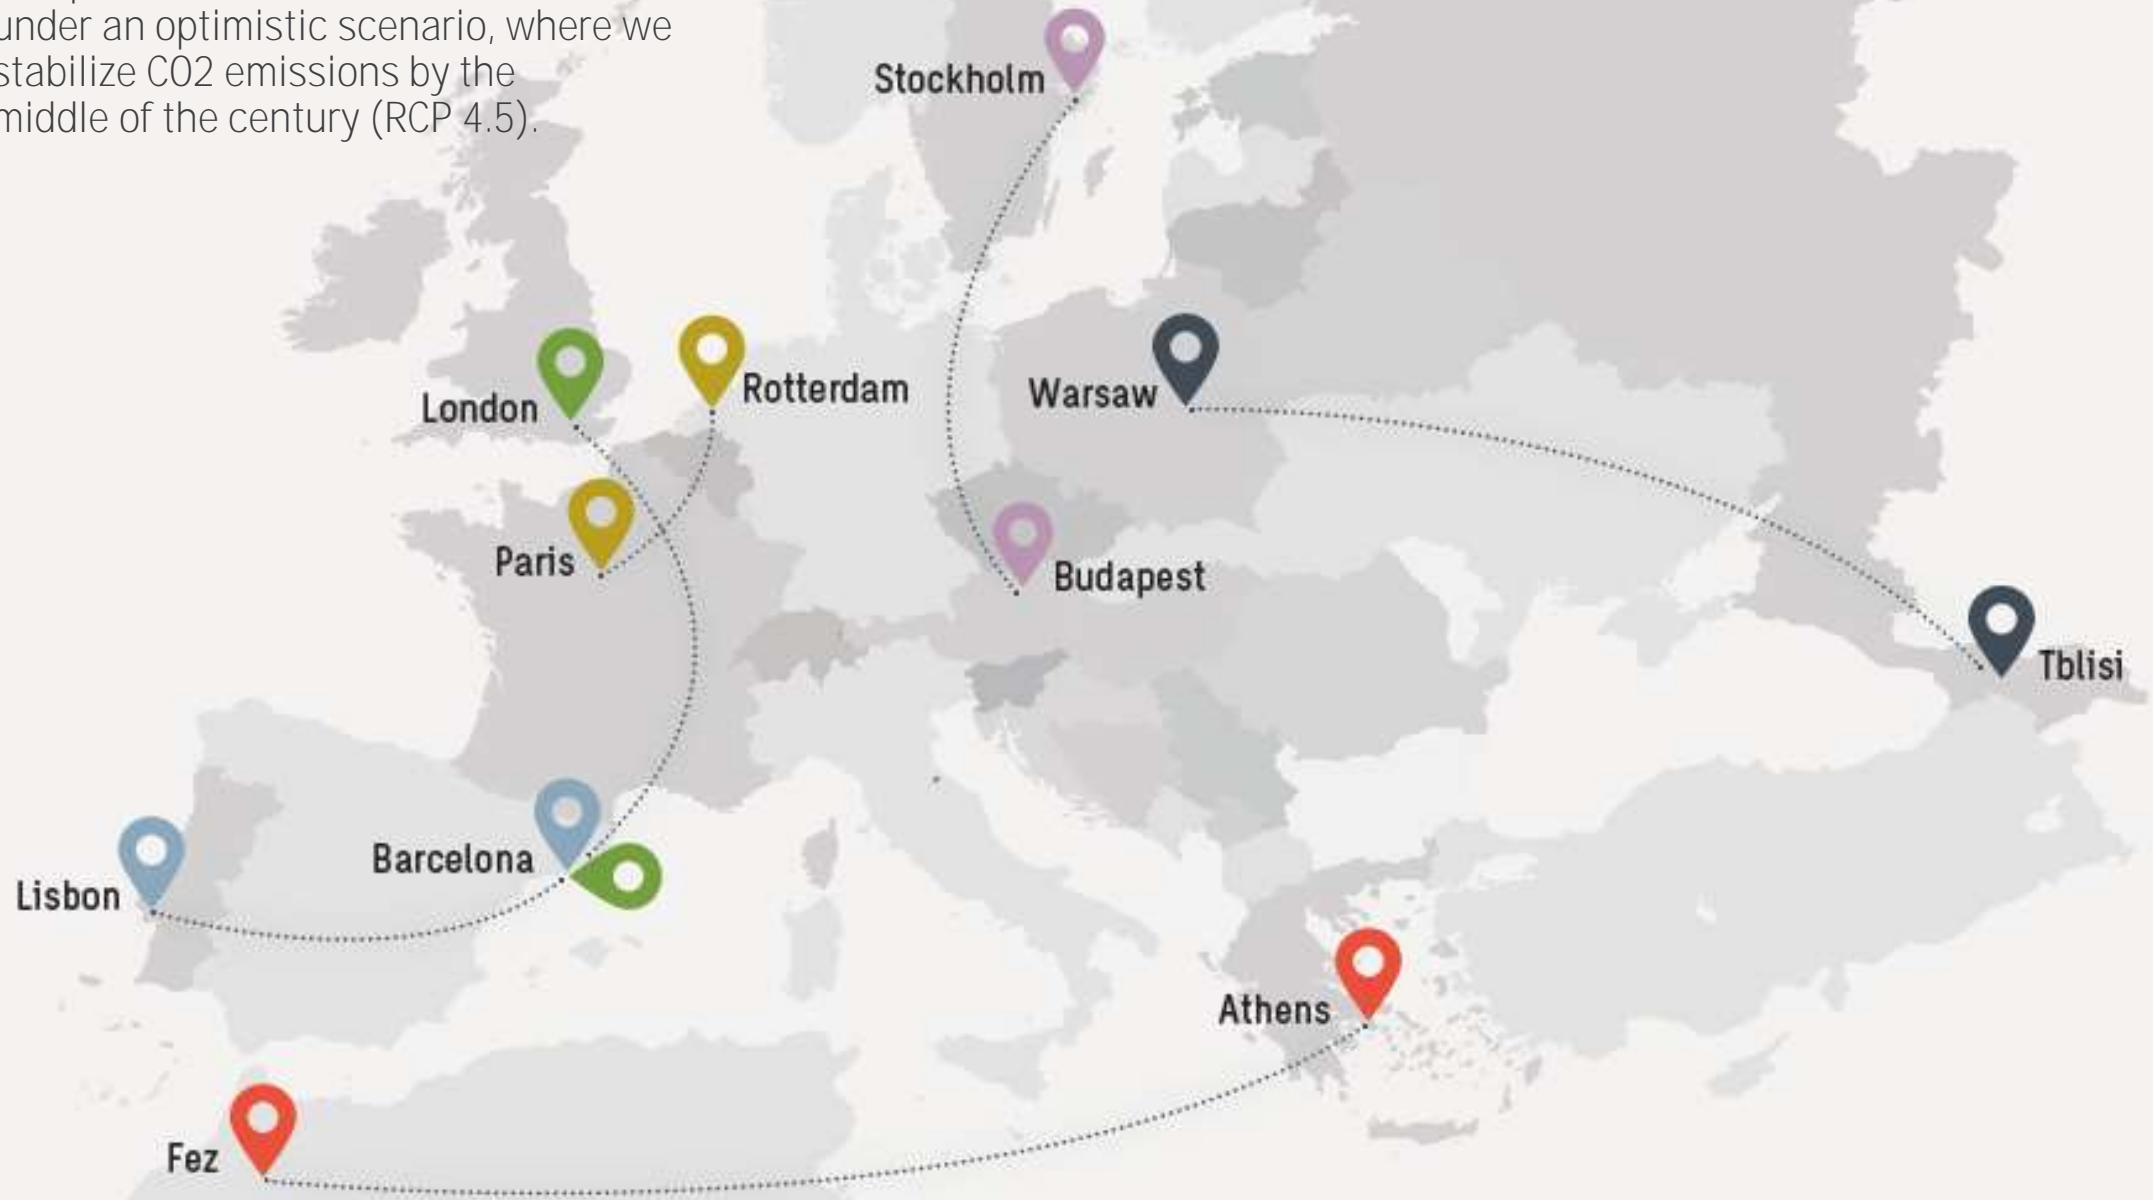 under an optimistic scenario, where we
stabilize CO2 emissions by the
middle of the century (RCP 4.5).
Stockholm
London
Rotterdam
Warsaw
Paris
Budapest
Tblisi
Barcelona
Lisbon
Athens
Fez